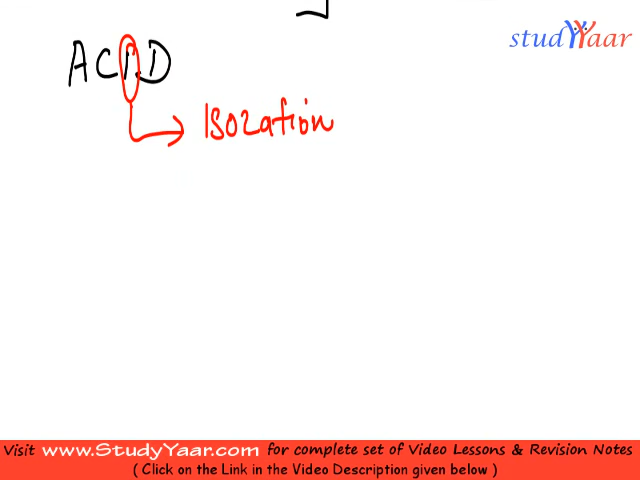 studYYaar
ACID
Isolation
Visit www.StudyYaar.com for complete set of Video Lessons & Revision Notes
( Click on the Link in the Video Description given below )